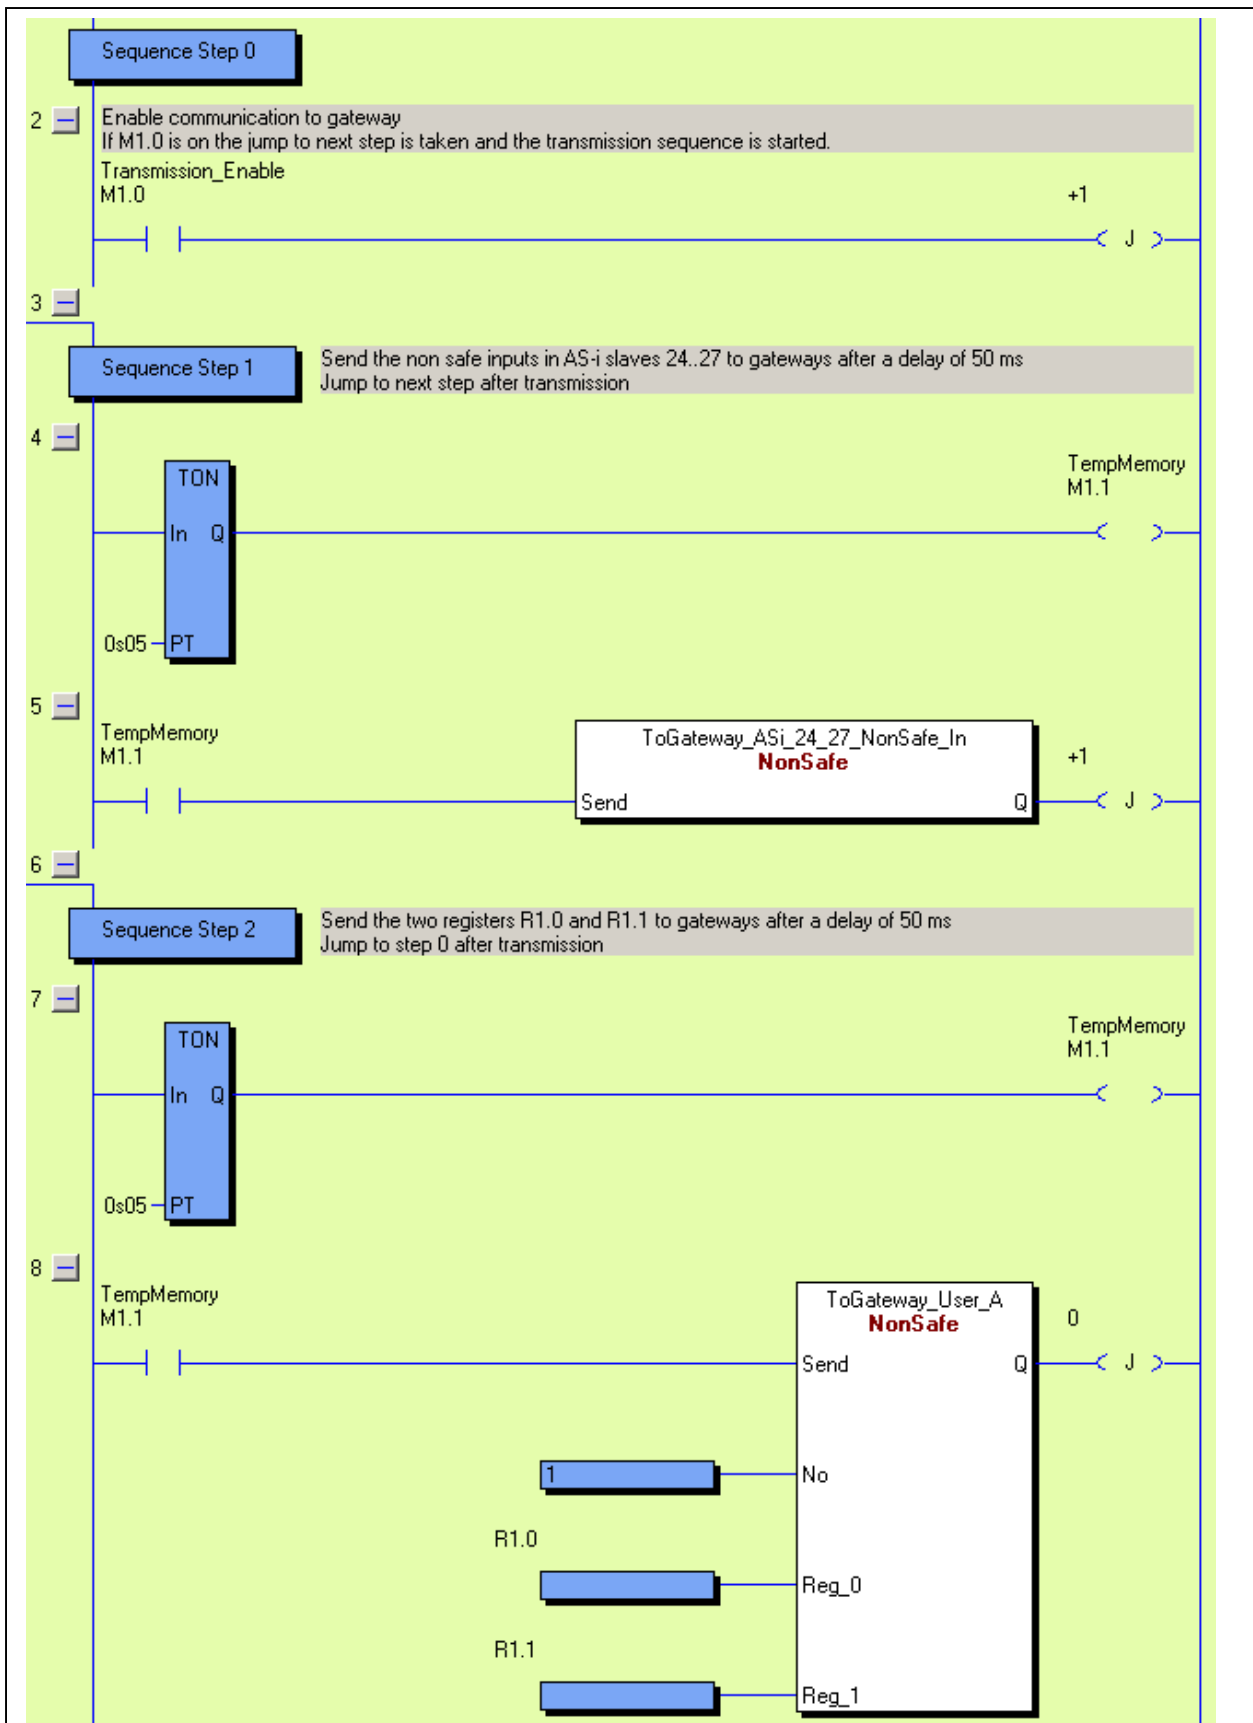 Sequence Step 0
2
Enable communication to gateway
If M1.0 is on the jump to next step is taken and the transmission sequence is started.
Transmission_Enable
M1.0
+1
J
3
Sequence Step 1
Send the non safe inputs in AS-i slaves 24..27 to gateways after a delay of 50 ms
Jump to next step after transmission
4
TON
In Q
0s05 PT
TempMemory
M1.1
5
TempMemory
M1.1
ToGateway_ASi_24_27_NonSafe_In
NonSafe
Send Q
+1
J
6
Sequence Step 2
Send the two registers R1.0 and R1.1 to gateways after a delay of 50 ms
Jump to step 0 after transmission
7
TON
In Q
0s05 PT
TempMemory
M1.1
8
TempMemory
M1.1
ToGateway_User_A
NonSafe
Send Q
0
J
1
No
R1.0
Reg_0
R1.1
Reg_1